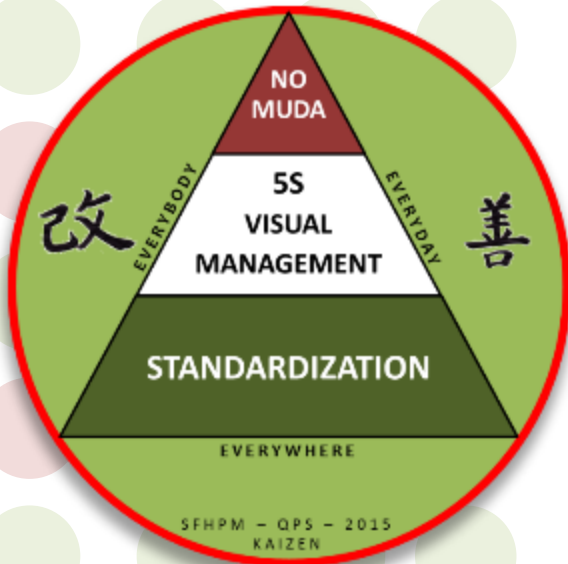 NO
MUDA
5S
VISUAL
MANAGEMENT
STANDARDIZATION
EVERYBODY
EVERYDAY
改
善
EVERYWHERE
SFHPM – QPS – 2015
KAIZEN